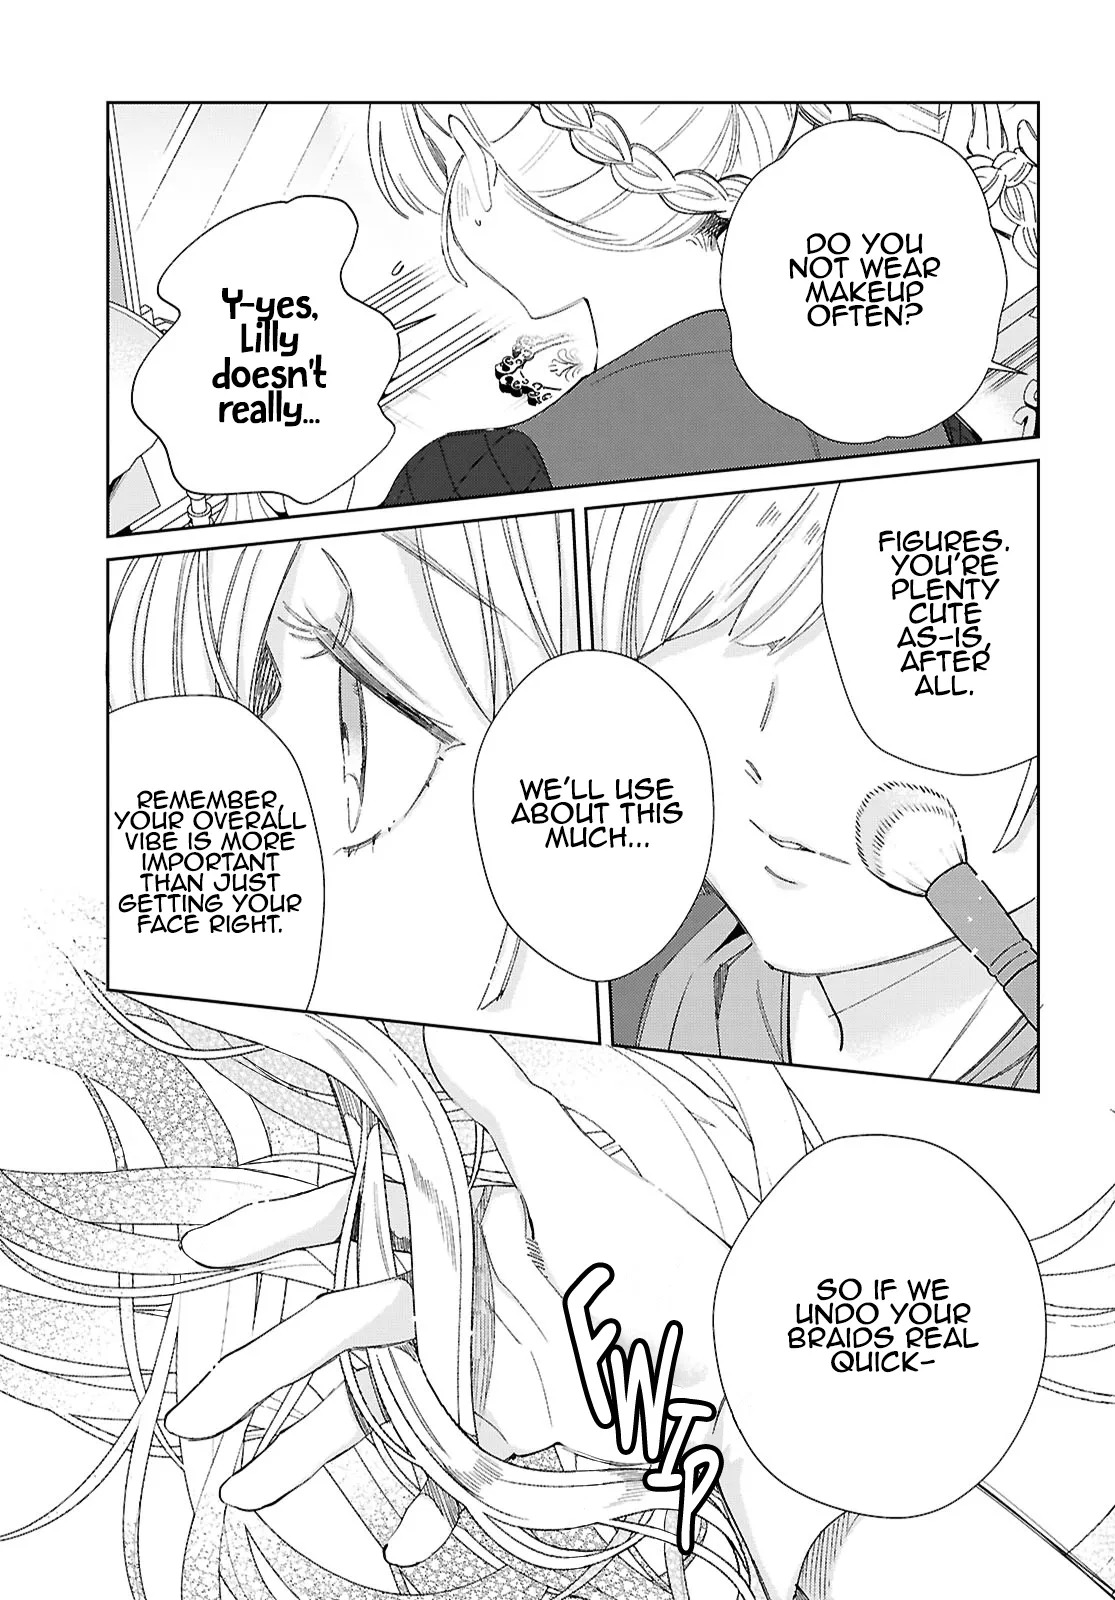 DO YOU
NOT WEAR
MAKEUP
OFTEN?
Y-yes,
Lilly
doesn't
really...
FIGURES.
YOU'RE
PLENTY
CUTE
AS-IS,
AFTER
ALL.
WE'LL USE
ABOUT THIS
MUCH...
REMEMBER,
YOUR OVERALL
VIBE IS MORE
IMPORTANT
THAN JUST
GETTING YOUR
FACE RIGHT.
SO IF WE
UNDO YOUR
BRAIDS REAL
QUICK-
FWIP